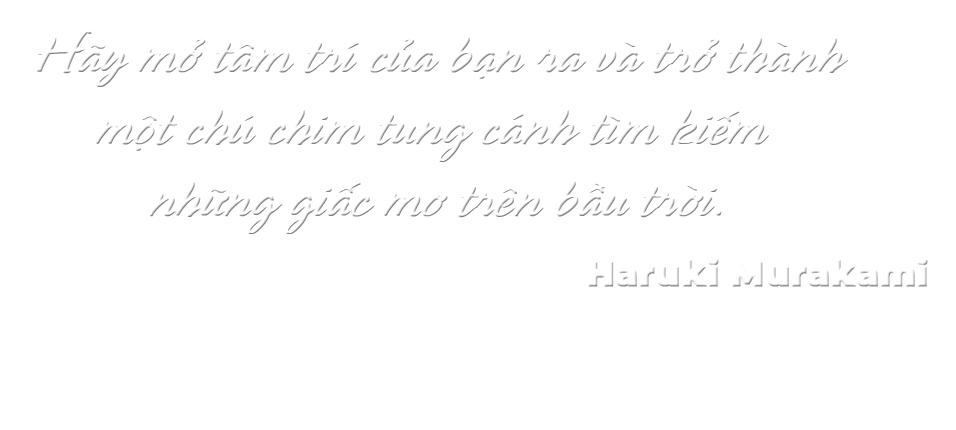 Hãy mở tâm trí của bạn ra và trở thành
một chú chim tung cánh tìm kiếm
những giấc mơ trên bầu trời.
Haruki Murakami